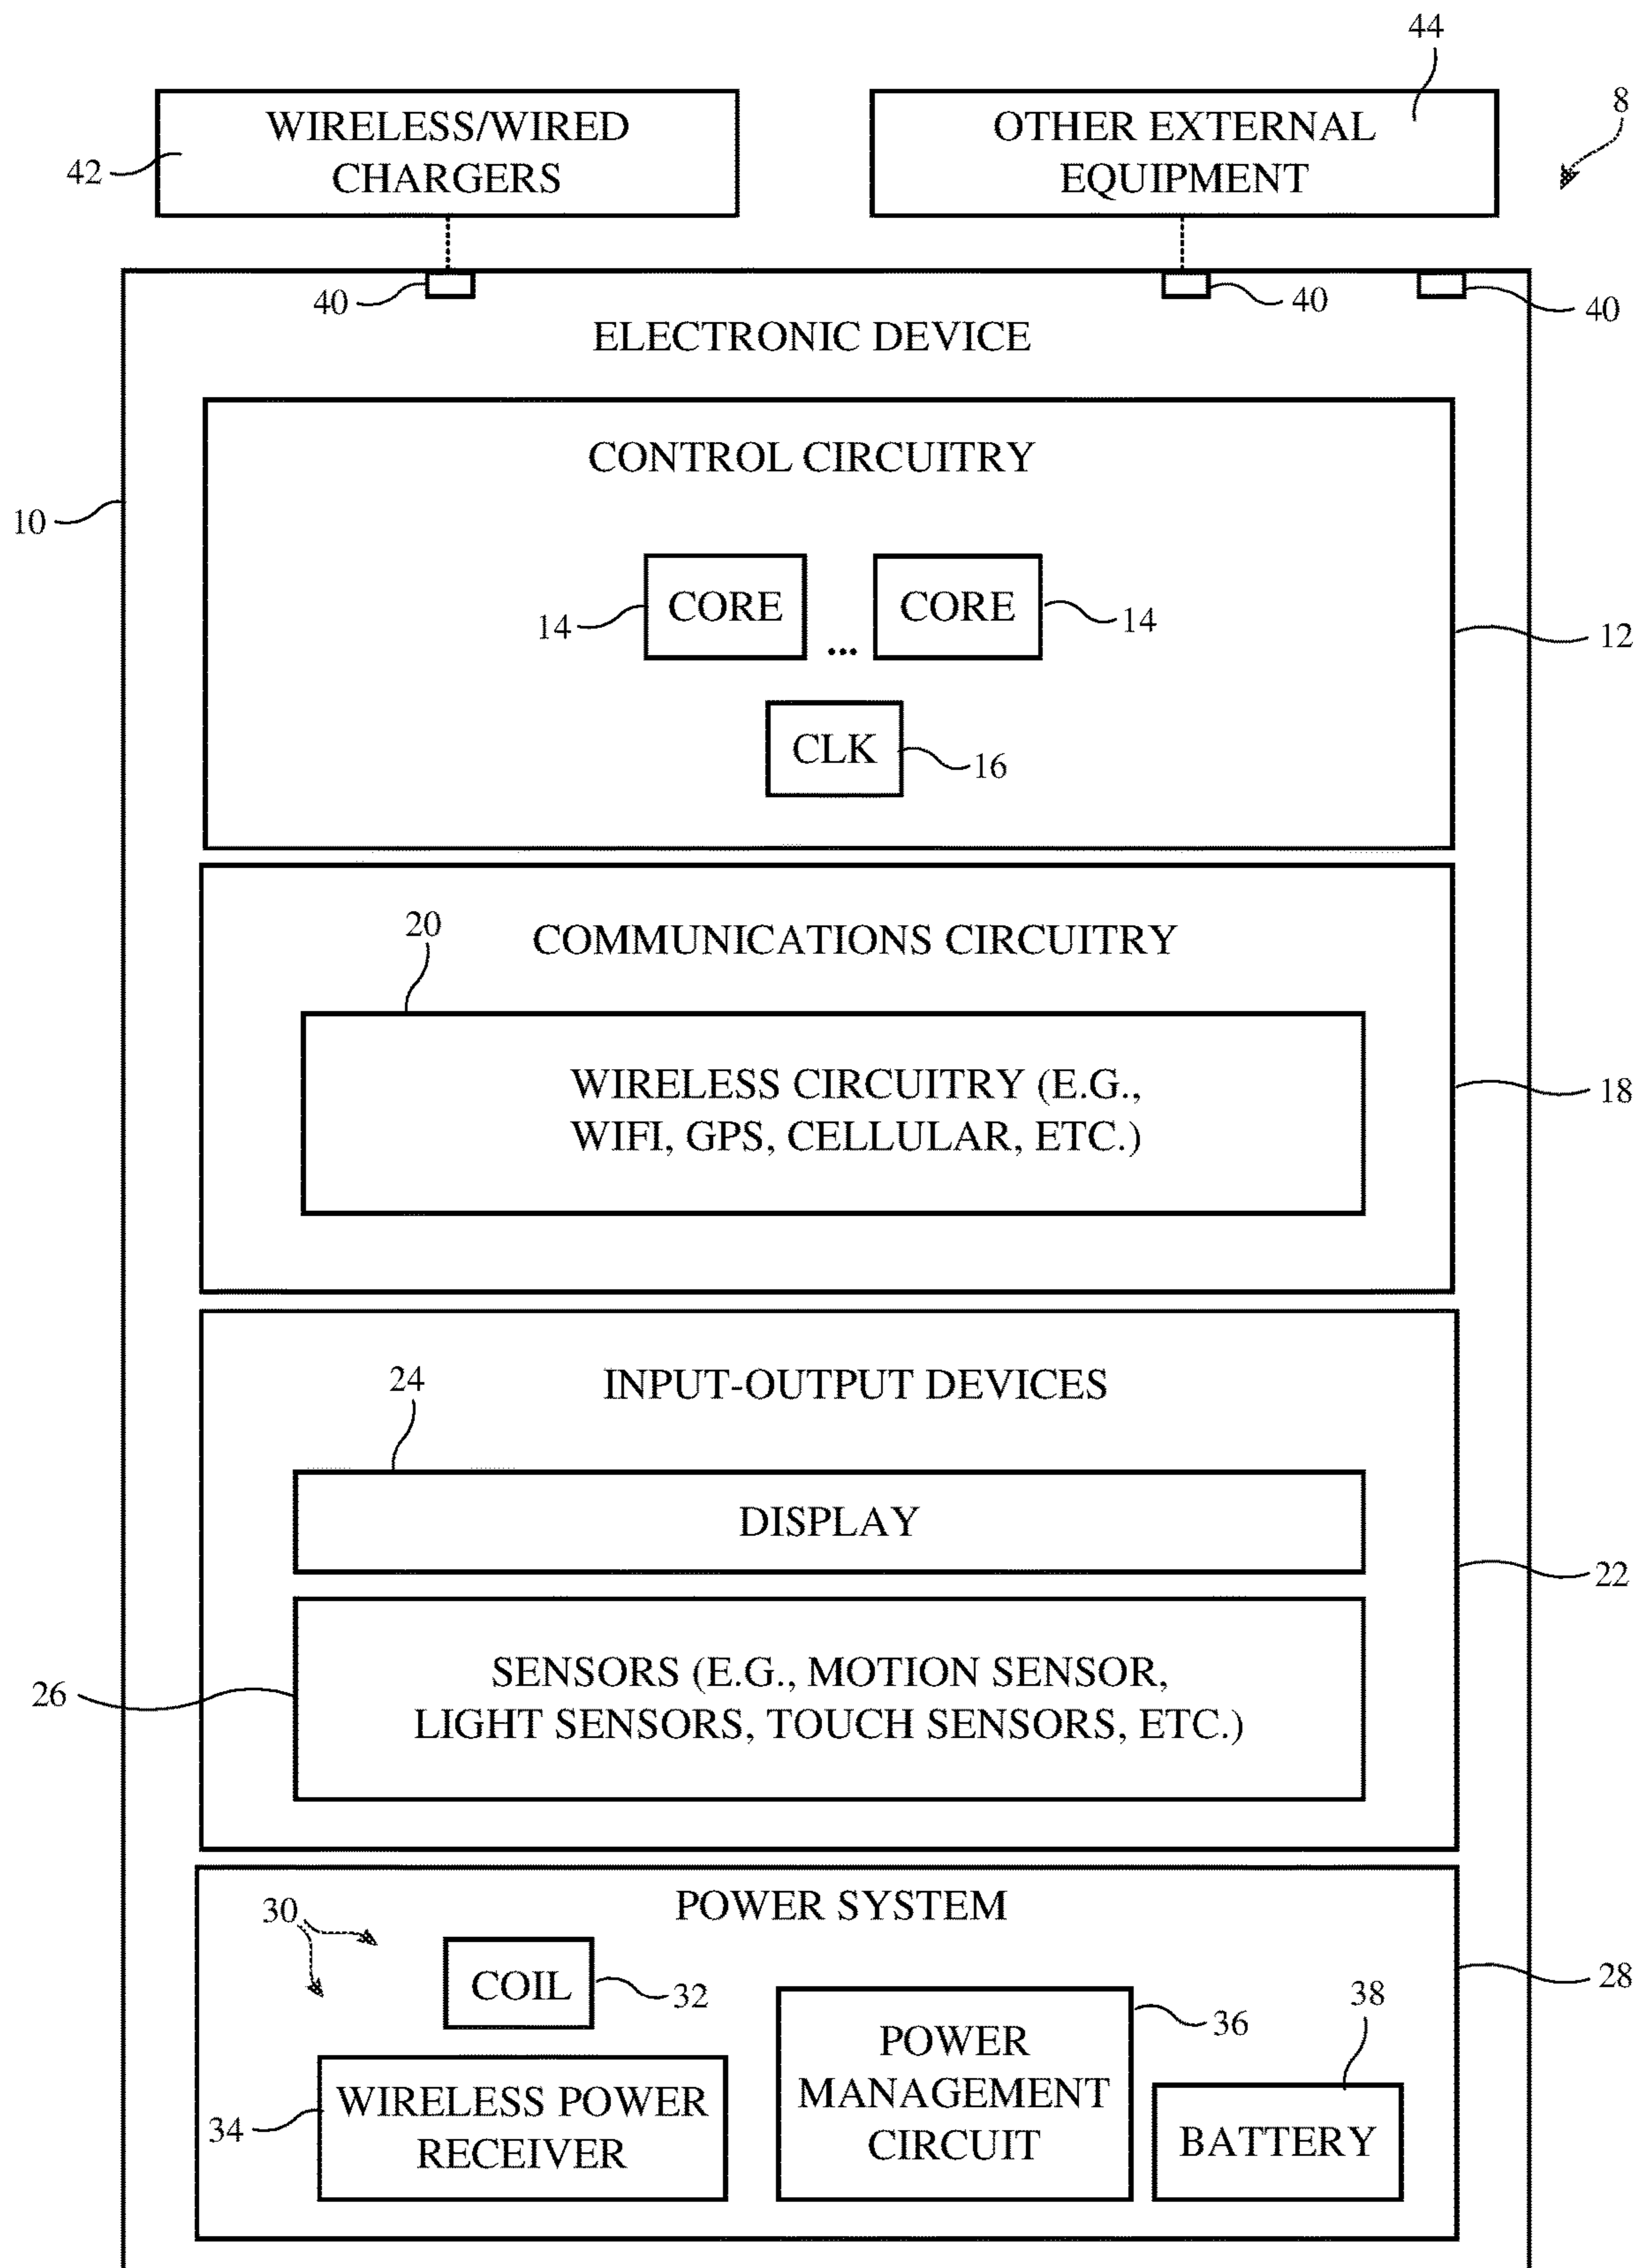 44
8
WIRELESS/WIRED
CHARGERS
42
OTHER EXTERNAL
EQUIPMENT
40
40
40
ELECTRONIC DEVICE
10
CONTROL CIRCUITRY
14
CORE
...
CORE
14
12
CLK
16
20
COMMUNICATIONS CIRCUITRY
WIRELESS CIRCUITRY (E.G.,
WIFI, GPS, CELLULAR, ETC.)
18
24
INPUT-OUTPUT DEVICES
DISPLAY
22
26
SENSORS (E.G., MOTION SENSOR,
LIGHT SENSORS, TOUCH SENSORS, ETC.)
POWER SYSTEM
30
COIL
32
28
34
WIRELESS POWER
RECEIVER
POWER
MANAGEMENT
CIRCUIT
36
38
BATTERY